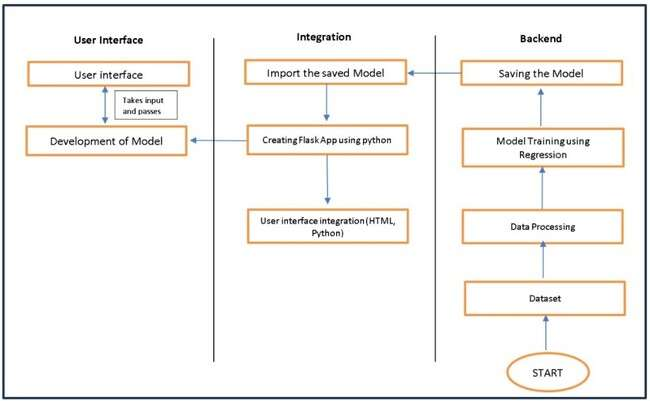 User Interface
Integration
Backend
User interface
Import the saved Model
Saving the Model
Takes input
and passes
Development of Model
Creating Flask App using python
Model Training using
Regression
User interface integration (HTML,
Python)
Data Processing
Dataset
START